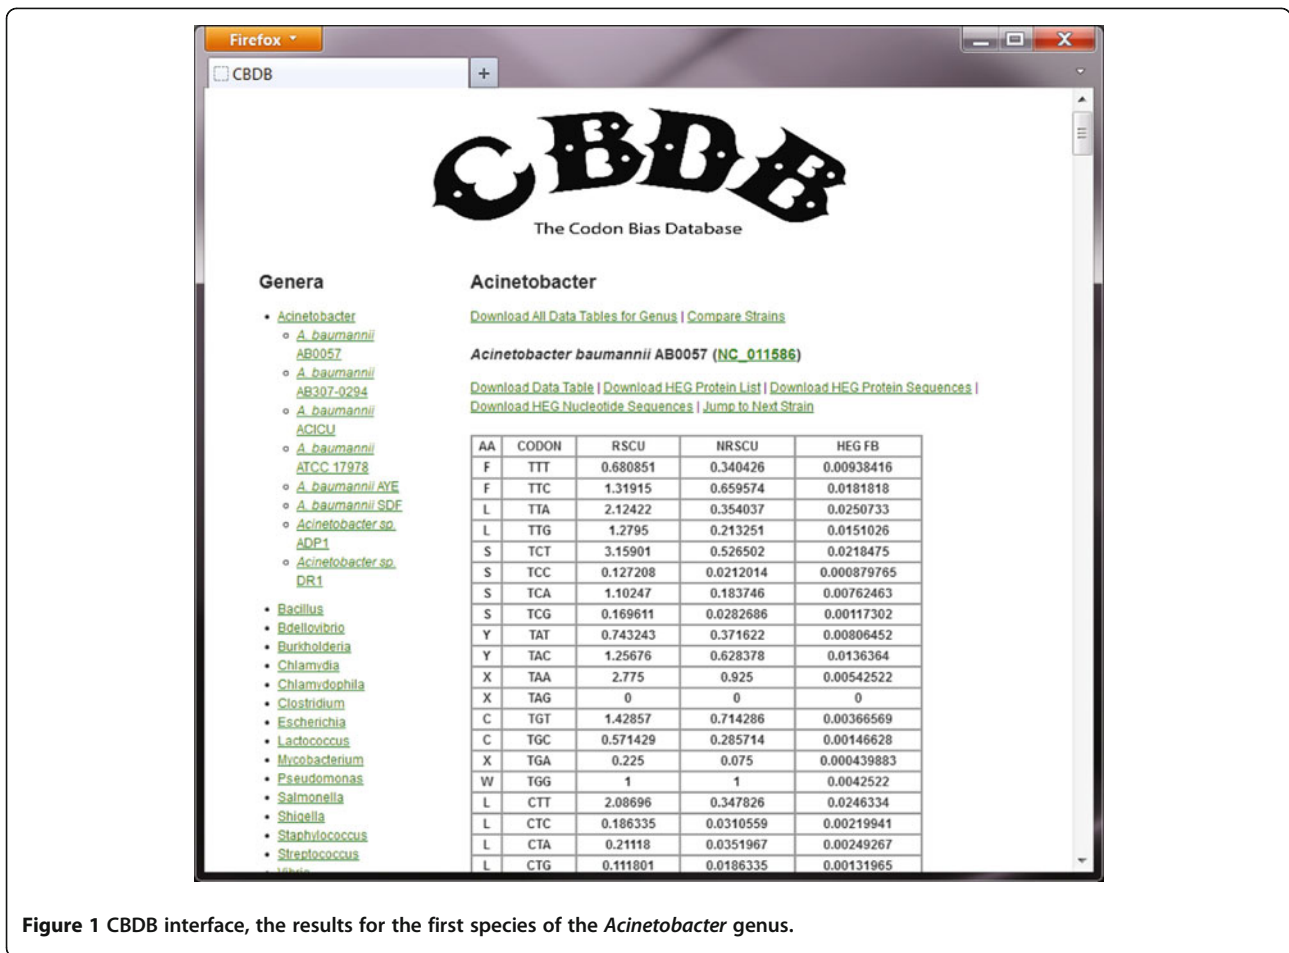 Firefox
CBDB
CBDB
The Codon Bias Database
Genera
Acinetobacter
A. baumannii
AB0057
A. baumannii
AB307-0294
A. baumannii
ACICU
A. baumannii
ATCC 17978
A. baumannii AYE
A. baumannii SDF
Acinetobacter sp.
ADP1
Acinetobacter sp.
DR1
Bacillus
Bdellovibrio
Burkholderia
Chlamydia
Chlamydophila
Clostridium
Escherichia
Lactococcus
Mycobacterium
Pseudomonas
Salmonella
Shigella
Staphylococcus
Streptococcus
Vibrio
Acinetobacter
Download All Data Tables for Genus | Compare Strains
Acinetobacter baumannii AB0057 (NC_011586)
Download Data Table | Download HEG Protein List | Download HEG Protein Sequences |
Download HEG Nucleotide Sequences | Jump to Next Strain
AA CODON RSCU NRSCU HEG FB
F TTT 0.680851 0.340426 0.00938416
F TTC 1.31915 0.659574 0.0181818
L TTA 2.12422 0.354037 0.0250733
L TTG 1.2795 0.213251 0.0151026
S TCT 3.15901 0.526502 0.0218475
S TCC 0.127208 0.0212014 0.000879765
S TCA 1.10247 0.183746 0.00762463
S TCG 0.169611 0.0282686 0.00117302
Y TAT 0.743243 0.371622 0.00806452
Y TAC 1.25676 0.628378 0.0136364
X TAA 2.775 0.925 0.00542522
X TAG 0 0 0
C TGT 1.42857 0.714286 0.00366569
C TGC 0.571429 0.285714 0.00146628
X TGA 0.225 0.075 0.000439883
W TGG 1 1 0.0042522
L CTT 2.08696 0.347826 0.0246334
L CTC 0.186335 0.0310559 0.00219941
L CTA 0.21118 0.0351967 0.00249267
L CTG 0.111801 0.0186335 0.00131965
Figure 1 CBDB interface, the results for the first species of the Acinetobacter genus.